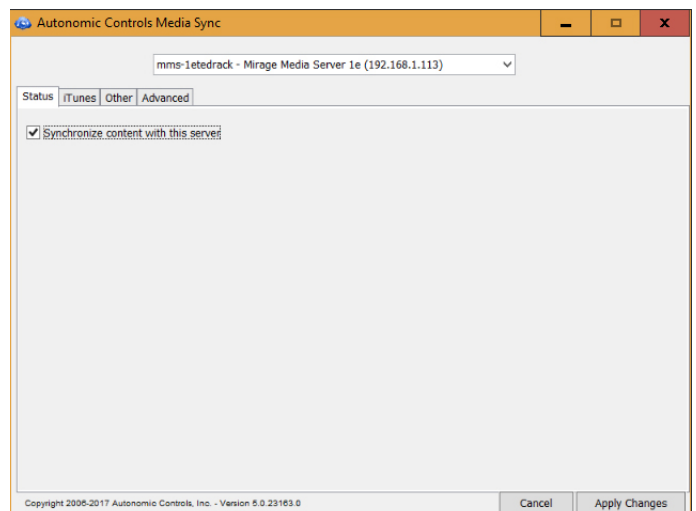 Autonomic Controls Media Sync
mms-1etedrack - Mirage Media Server 1e (192.168.1.113)
Status iTunes Other Advanced
Synchronize content with this server
Copyright 2006-2017 Autonomic Controls, Inc. - Version 6.0.23163.0
Cancel Apply Changes